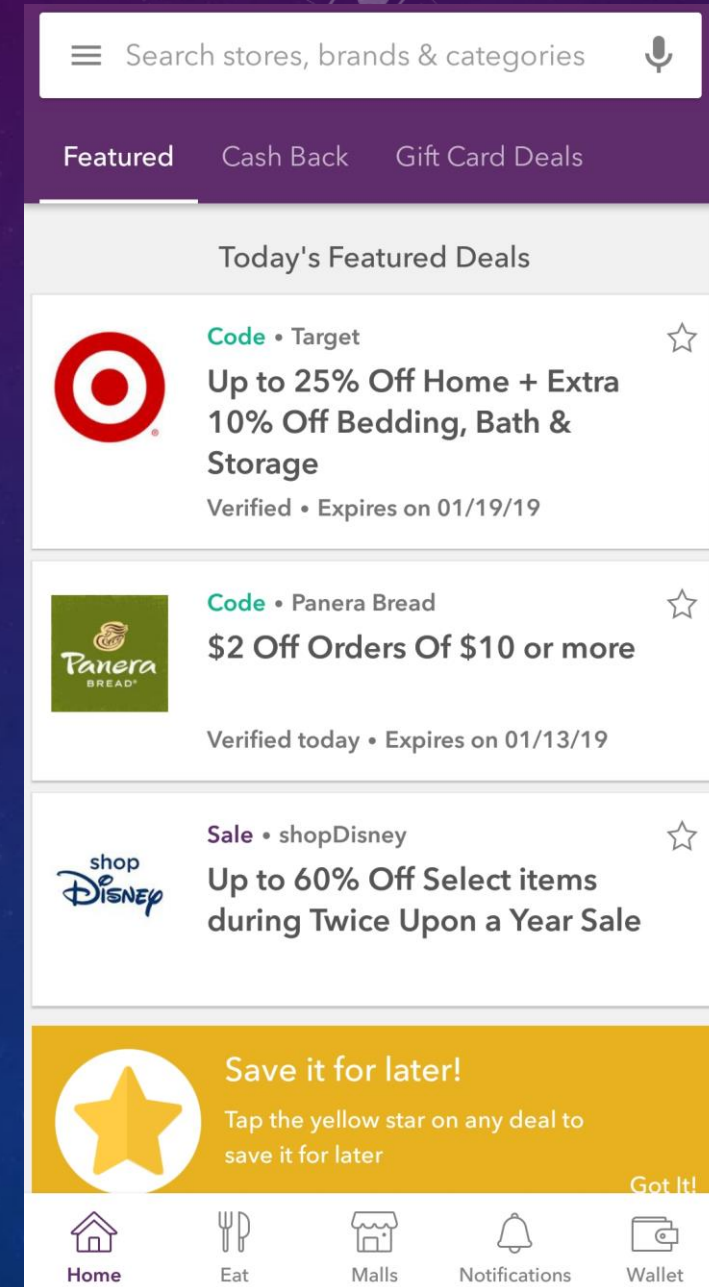 Search stores, brands & categories
Featured Cash Back Gift Card Deals
Today's Featured Deals
Code • Target
Up to 25% Off Home + Extra
10% Off Bedding, Bath &
Storage
Verified • Expires on 01/19/19
Panera
BREAD®
Code • Panera Bread
$2 Off Orders Of $10 or more
Verified today • Expires on 01/13/19
shop
Disney
Sale • shopDisney
Up to 60% Off Select items
during Twice Upon a Year Sale
Save it for later!
Tap the yellow star on any deal to
save it for later
Got It!
Home Eat Malls Notifications Wallet